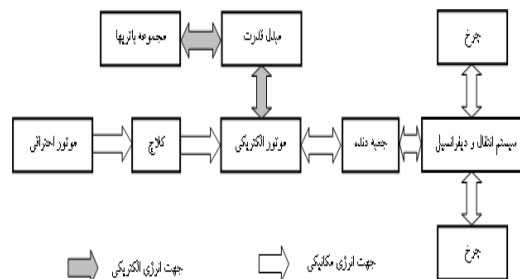 مجموعه باتریها
مبدل قدرت
چرخ
موتور احتراقی
کلاچ
موتور الکتریکی
جعبه دنده
سیستم انتقال و دیفرانسیل
چرخ
جهت انرژی الکتریکی
جهت انرژی مکانیکی